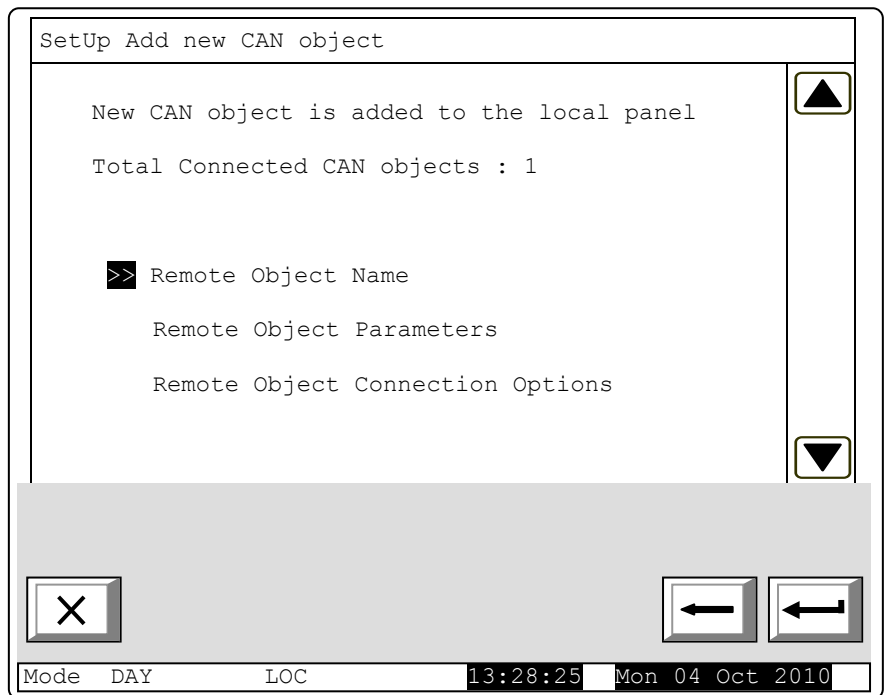 SetUp Add new CAN object
New CAN object is added to the local panel
Total Connected CAN objects : 1
>> Remote Object Name
Remote Object Parameters
Remote Object Connection Options
Mode DAY LOC 13:28:25 Mon 04 Oct 2010